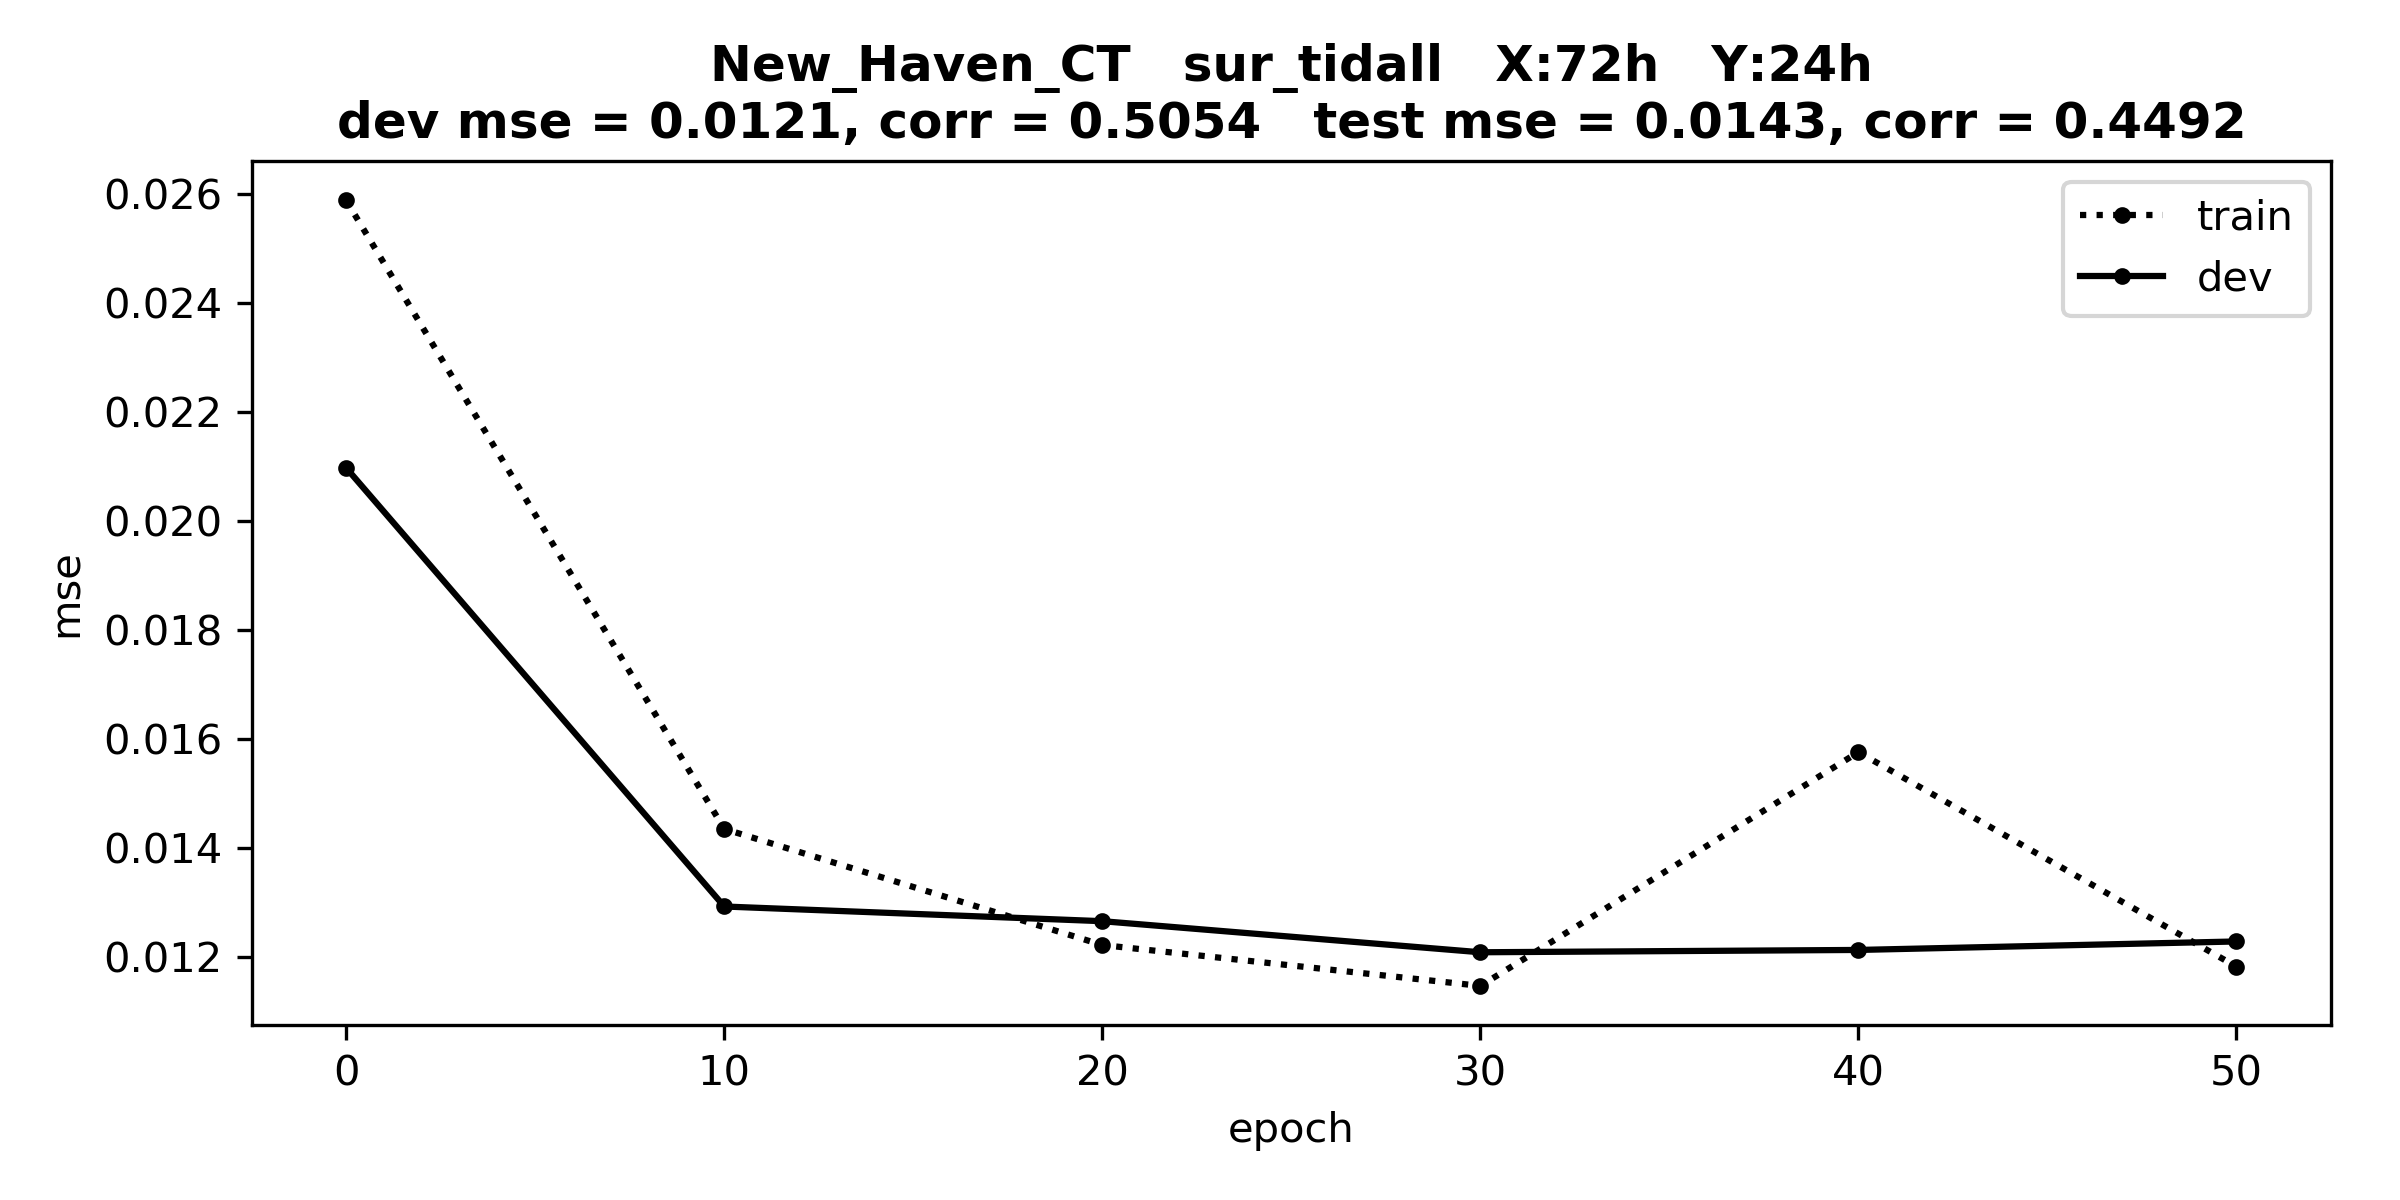 New_Haven_CT   sur_tidall   X:72h   Y:24h
dev mse = 0.0121, corr = 0.5054   test mse = 0.0143, corr = 0.4492
train
dev
0.026
0.024
0.022
0.020
0.018
0.016
0.014
0.012
mse
0 10 20 30 40 50
epoch